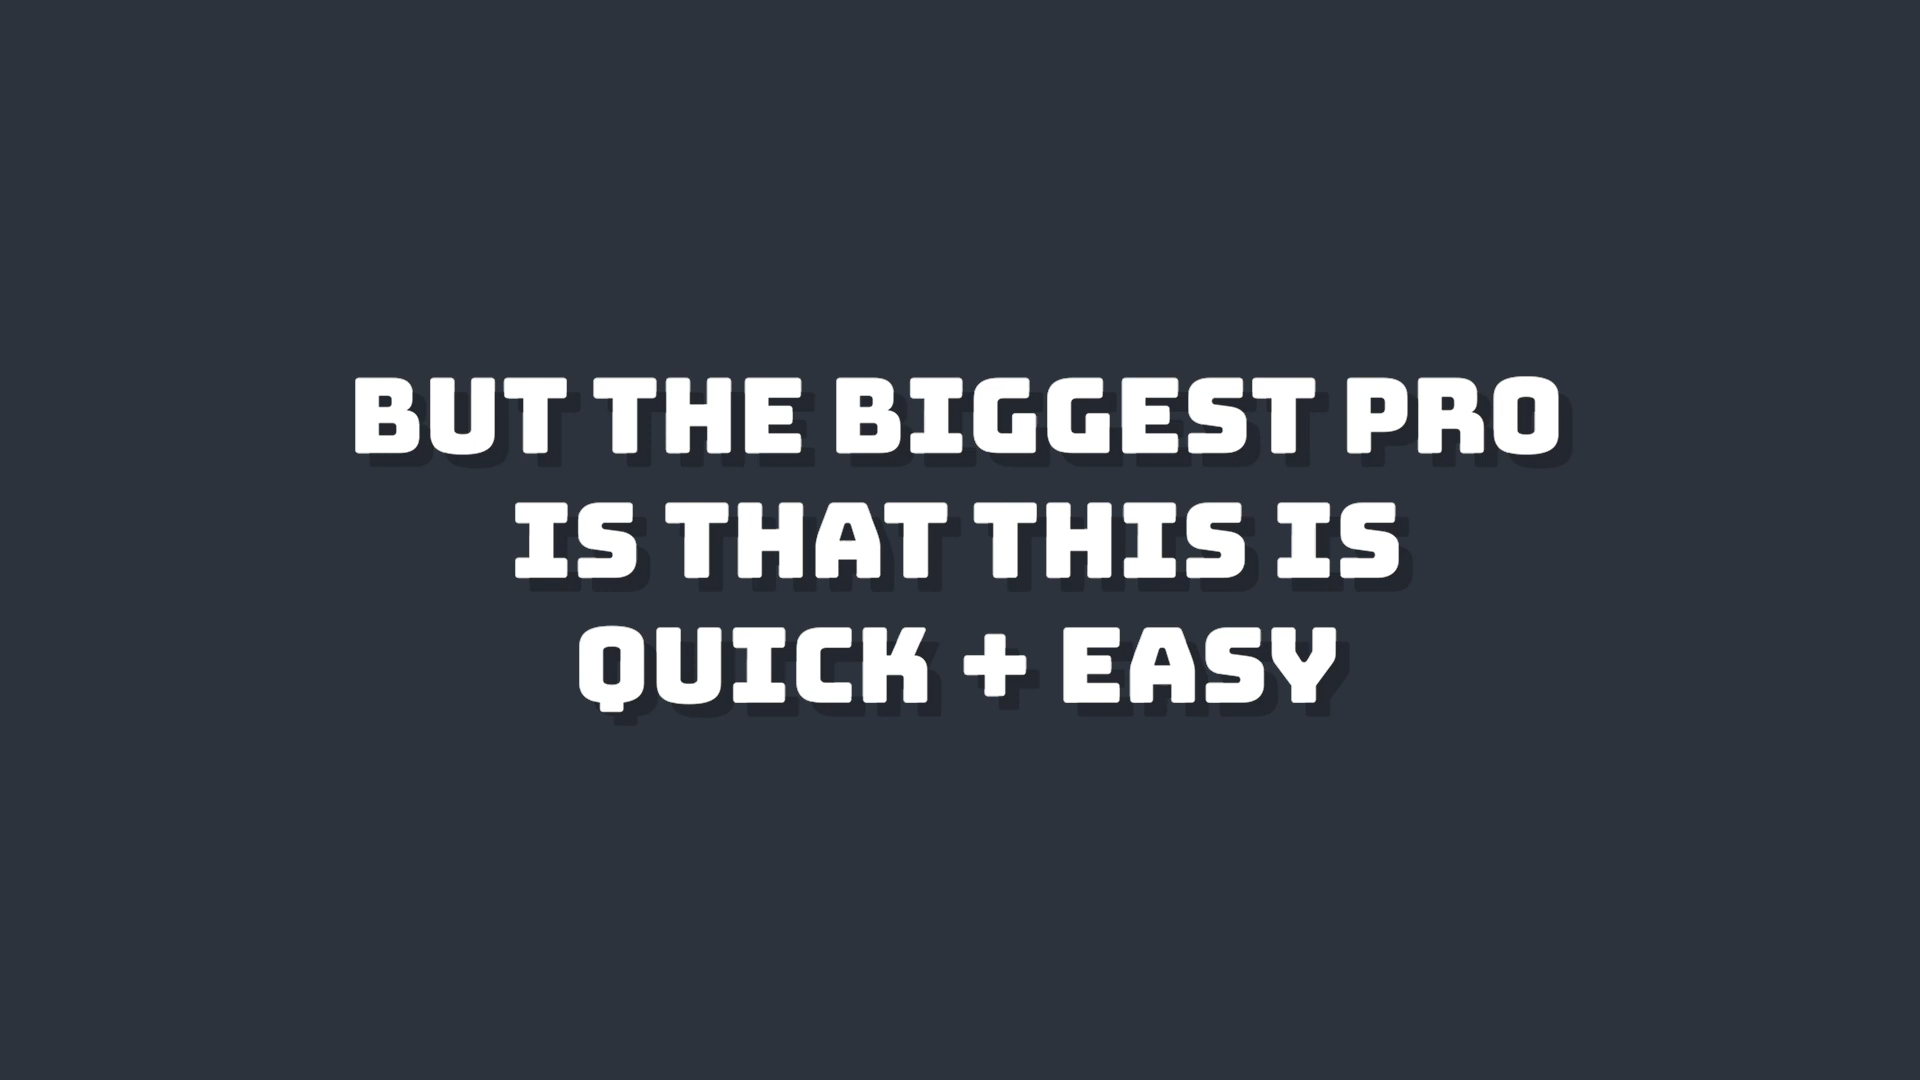 BUT THE BIGGEST PRO
IS THAT THIS IS
QUICK + EASY